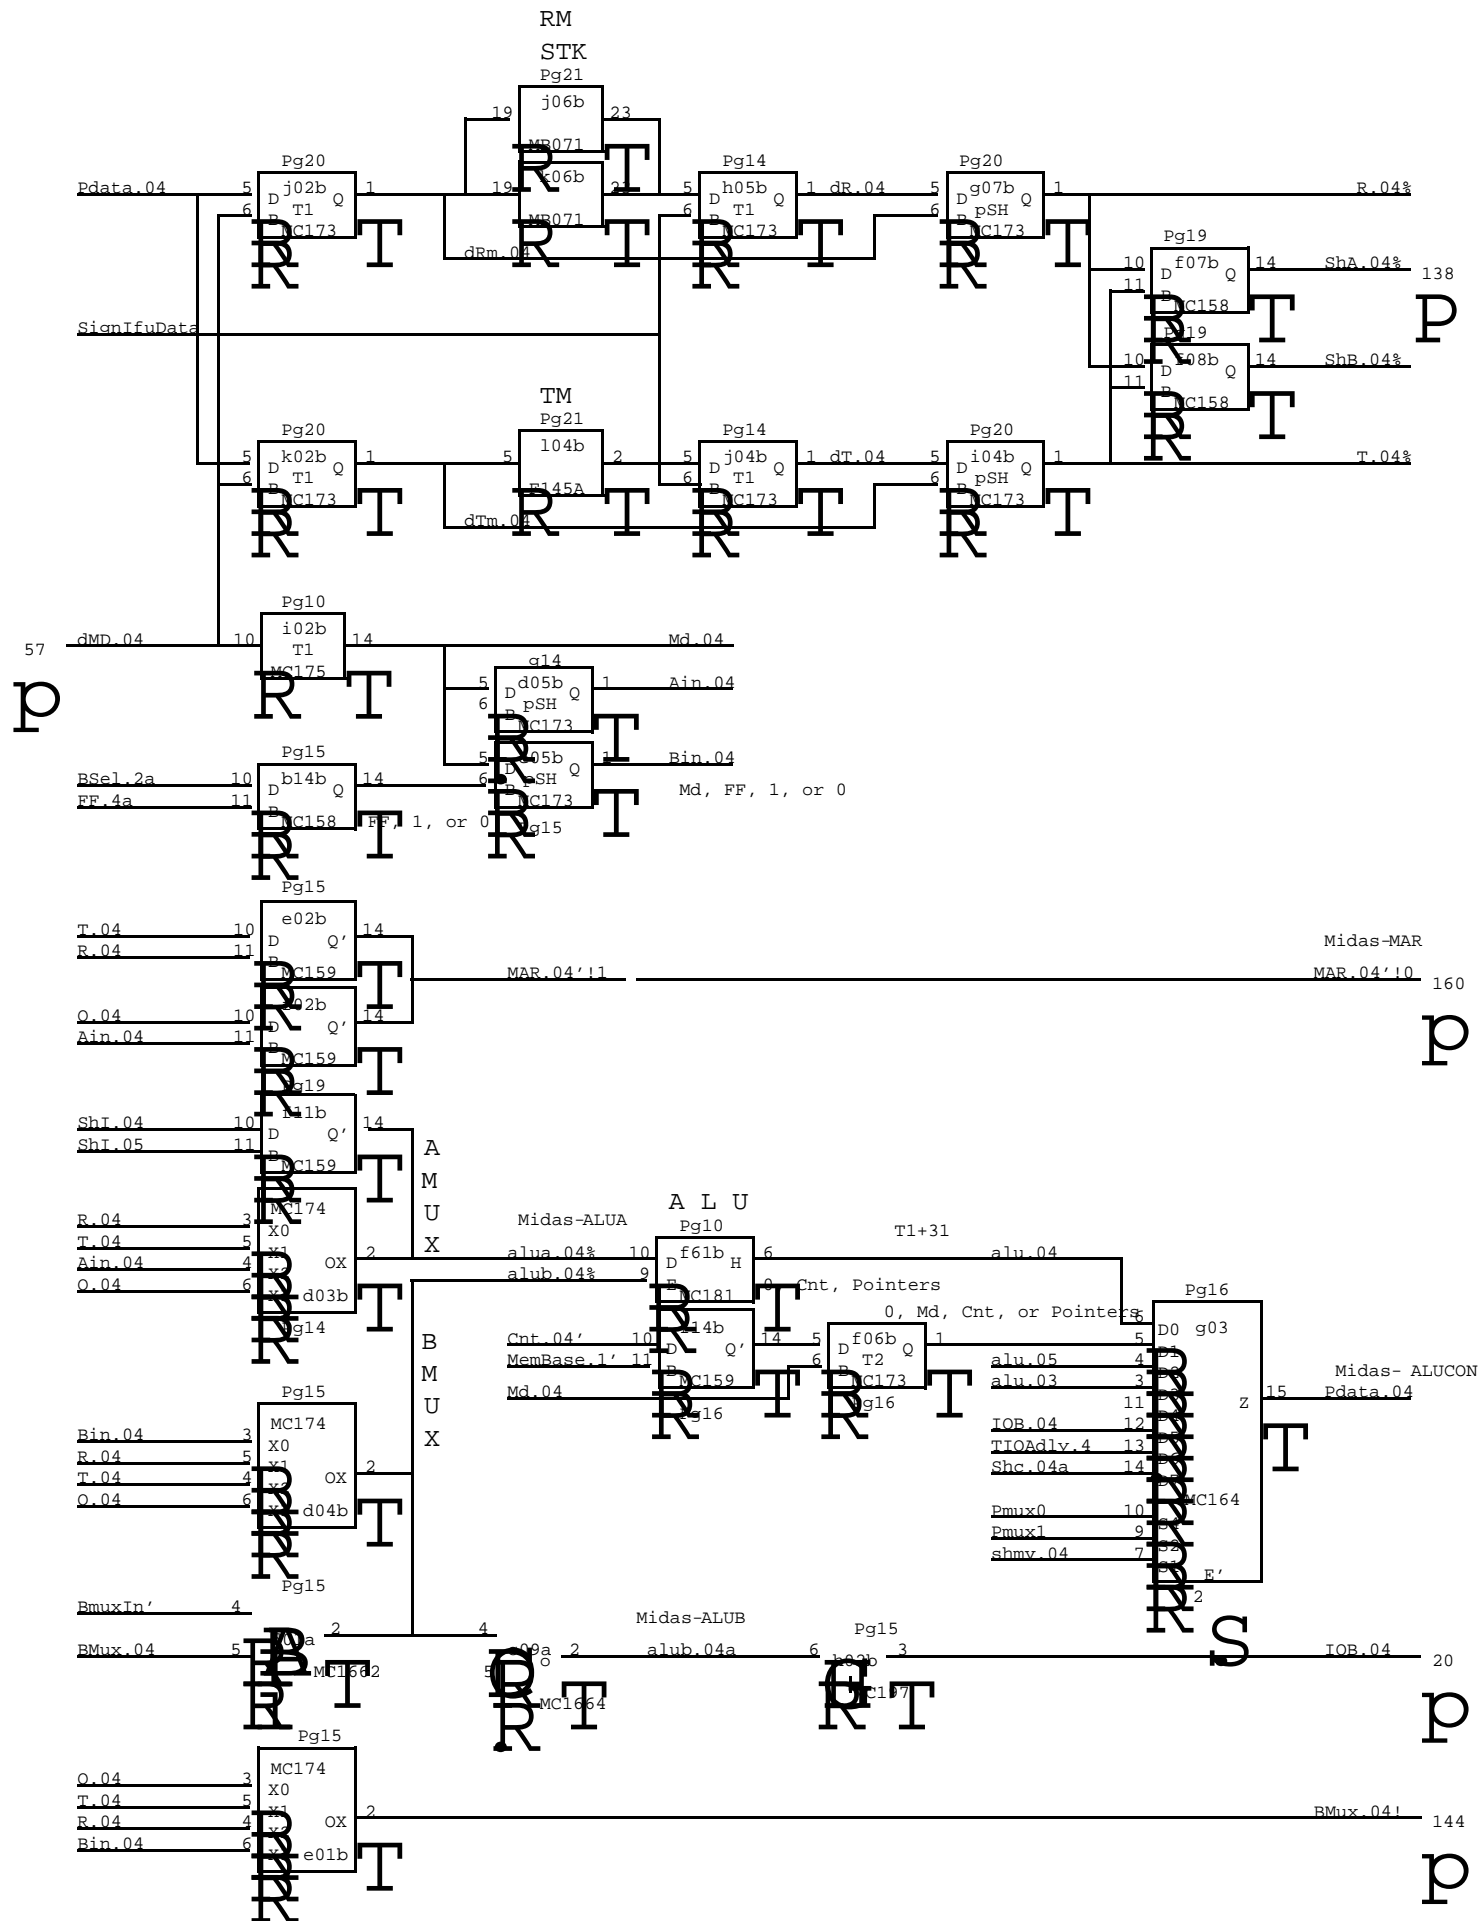 RM
STK
Pg21
j06b
19 23
MB071
R T
Pg20 k06b Pg14 Pg20
Pdata.04 5 j02b 1 19 5 h05b 1 dR.04 5 g07b 1 R.04%
D Q D Q D Q
6 T1 6 T1 6 pSH
MC173 MB071 MC173 MC173
R T R T R T R T
dRm.04
Pg19
10 f07b 14 ShA.04% 138
D Q
11
MC158
R T P
SignIfuData
Pg19
10 f08b 14 ShB.04%
D Q
11
MC158
R T
TM
Pg21
Pg20 l04b Pg14 Pg20
5 k02b 1 5 2 5 j04b 1 dT.04 5 i04b 1 T.04%
D Q D Q D Q
6 T1 6 T1 6 pSH
MC173 F145A MC173 MC173
R T R T R T R T
dTm.04
Pg10
57 dMD.04 10 i02b 14 Md.04
T1
MC175
p R T
g14
5 d05b 1 Ain.04
D Q
6 pSH
MC173
R T
Pg15
5 05b 1 Bin.04
BSel.2a 10 b14b 14 6 pSH
D Q D Q
FF.4a 11 MC173 Md, FF, 1, or 0
MC158 FF, 1, or 0
R T R T
Pg15
Pg15
T.04 10 e02b 14
R.04 11 D Q' Midas-MAR
MC159 MAR.04'!1 MAR.04'!0 160
R T p
O.04 10 02b 14
Ain.04 11 D Q'
MC159
R T
Pg19
ShI.04 10 f11b 14
ShI.05 11 D Q'
MC159
R T
A
M
U
X
MC174
R.04 3 X0
T.04 5 X1 OX 2
Ain.04 4
O.04 6 d03b
R T
Pg14
A L U
Midas-ALUA Pg10 T1+31
alua.04% 10 f61b 6 alu.04
alub.04% 9 D H
MC181 0 Cnt, Pointers
R T 0, Md, Cnt, or Pointers
B
M
U
X
Cnt.04' 10 14b 14 5 f06b 1
MemBase.1' 11 D Q' 6 D T2 Q
Md.04 MC159 MC173
R T R T
Pg16 Pg16
Pg16
6 D0 g03
5 D1
alu.05 4
alu.03 3
11
IOB.04 12
TIOAdly.4 13
Shc.04a 14
MC164
Pmux0 10
Pmux1 9
shmv.04 7
E'
2
R S
Midas- ALUCON
Z 15 Pdata.04
T
Pg15
MC174
Bin.04 3 X0
R.04 5 X1 OX 2
T.04 4
O.04 6 d04b
R T
Pg15
BmuxIn' 4 2 4
BMux.04 5 MC1662
T
09a 2 Midas-ALUB
5 alub.04a
MC1664
R T
Pg15
6 h02b 3 IOB.04 20
MC197
T p
Pg15
MC174
O.04 3 X0
T.04 5 X1 OX 2 BMux.04! 144
R.04 4
Bin.04 6 e01b
R T p